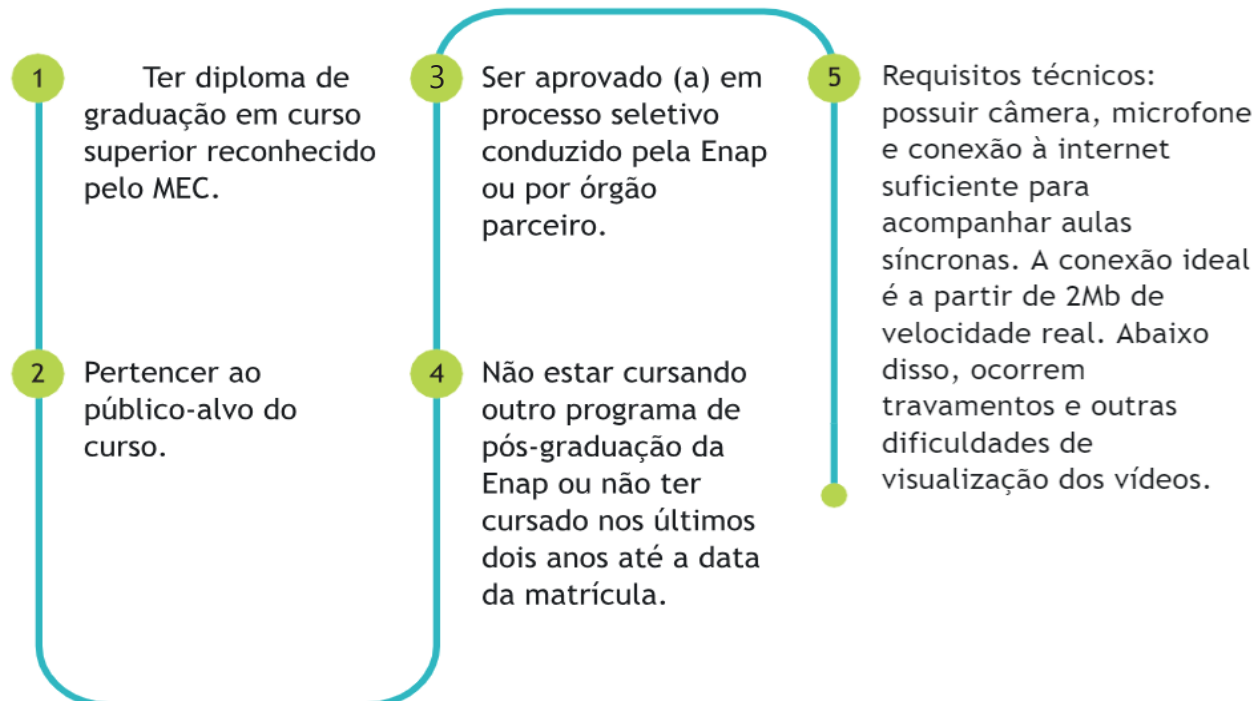 1
Ter diploma de
graduação em curso
superior reconhecido
pelo MEC.
2
Pertencer ao
público-alvo do
curso.
3
Ser aprovado (a) em
processo seletivo
conduzido pela Enap
ou por órgão
parceiro.
4
Não estar cursando
outro programa de
pós-graduação da
Enap ou não ter
cursado nos últimos
dois anos até a data
da matrícula.
5
Requisitos técnicos:
possuir câmera, microfone
e conexão à internet
suficiente para
acompanhar aulas
síncronas. A conexão ideal
é a partir de 2Mb de
velocidade real. Abaixo
disso, ocorrem
travamentos e outras
dificuldades de
visualização dos vídeos.